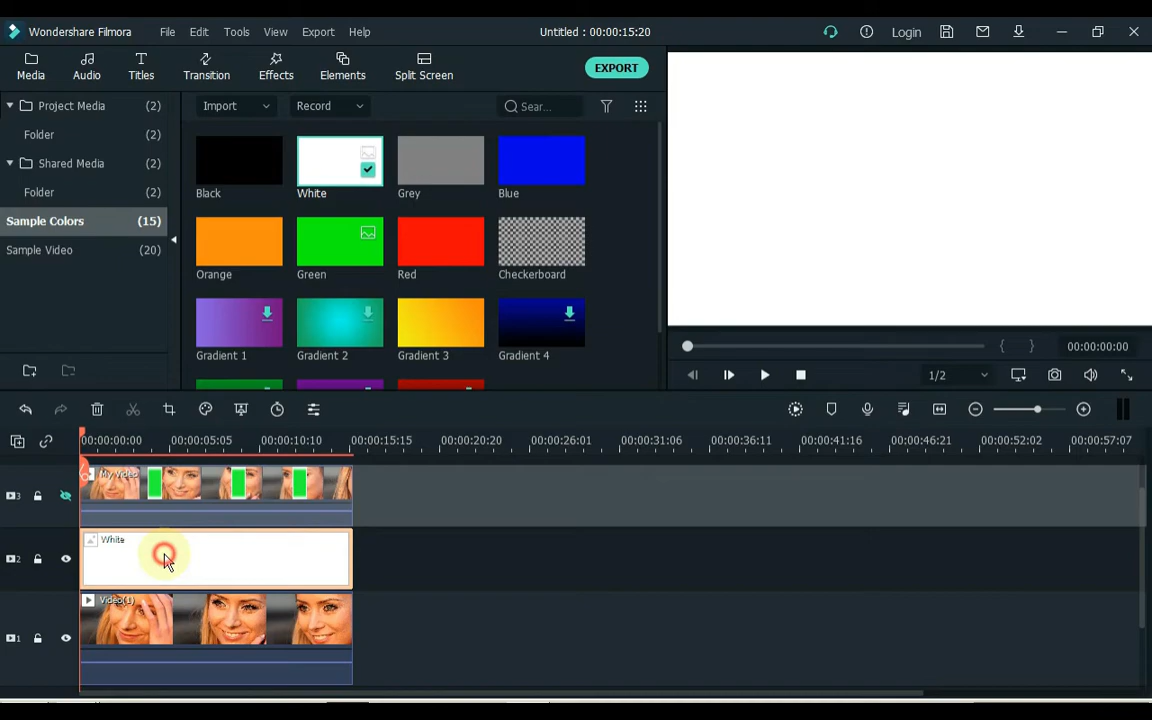 Wondershare Filmora File Edit Tools View Export Help Untitled : 00:00:15:20 Login
Media Audio Titles Transition Effects Elements Split Screen EXPORT
Project Media (2)
Folder (2)
Shared Media (2)
Folder (2)
Sample Colors (15)
Sample Video (20)
Import Record Sear...
Black White Grey Blue
Orange Green Red Checkerboard
Gradient 1 Gradient 2 Gradient 3 Gradient 4
00:00:00:00
1/2
00:00:00:00 00:00:05:05 00:00:10:10 00:00:15:15 00:00:20:20 00:00:26:01 00:00:31:06 00:00:36:11 00:00:41:16 00:00:46:21 00:00:52:02 00:00:57:07
My Video
3
White
2
Video(1)
1